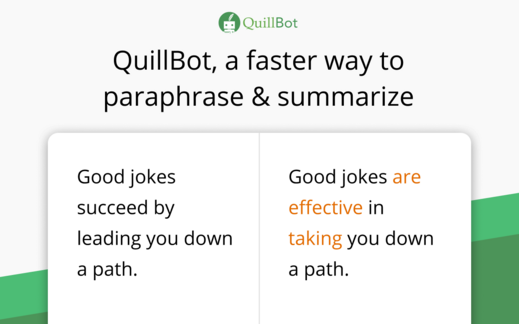 QuillBot
QuillBot, a faster way to
paraphrase & summarize
Good jokes
succeed by
leading you down
a path.
Good jokes are
effective in
taking you down
a path.